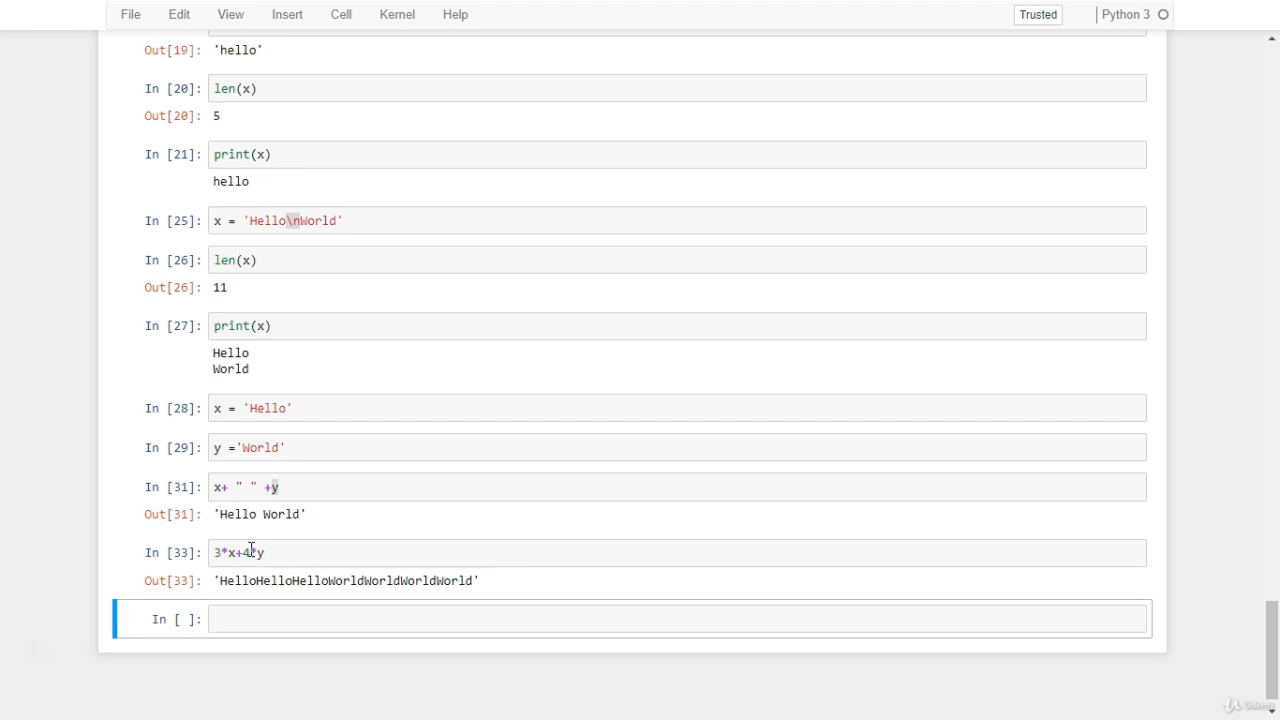 File Edit View Insert Cell Kernel Help Trusted Python 3
Out[19]: 'hello'
In [20]: len(x)
Out[20]: 5
In [21]: print(x)
hello
In [25]: x = 'Hello\nWorld'
In [26]: len(x)
Out[26]: 11
In [27]: print(x)
Hello
World
In [28]: x = 'Hello'
In [29]: y ='World'
In [31]: x+ " " +y
Out[31]: 'Hello World'
In [33]: 3*x+4*y
Out[33]: 'HelloHelloHelloWorldWorldWorldWorld'
In [ ]:
Udemy